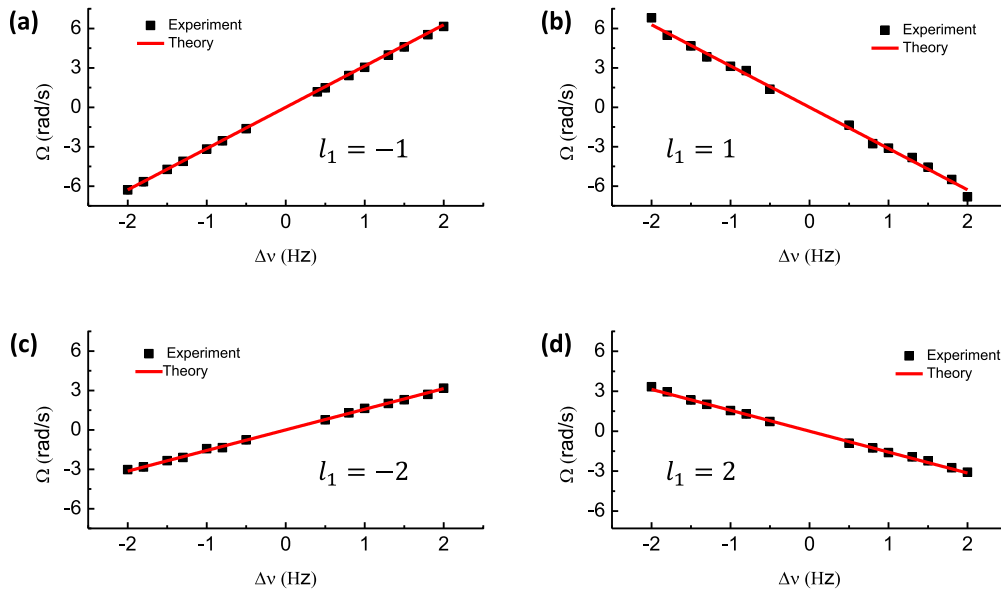 (a)
Experiment
Theory
6
3
0
-3
-6
Ω (rad/s)
l₁ = −1
-2 -1 0 1 2
Δν (Hz)
(b)
Experiment
Theory
6
3
0
-3
-6
Ω (rad/s)
l₁ = 1
-2 -1 0 1 2
Δν (Hz)
(c)
Experiment
Theory
6
3
0
-3
-6
Ω (rad/s)
l₁ = −2
-2 -1 0 1 2
Δν (Hz)
(d)
Experiment
Theory
6
3
0
-3
-6
Ω (rad/s)
l₁ = 2
-2 -1 0 1 2
Δν (Hz)